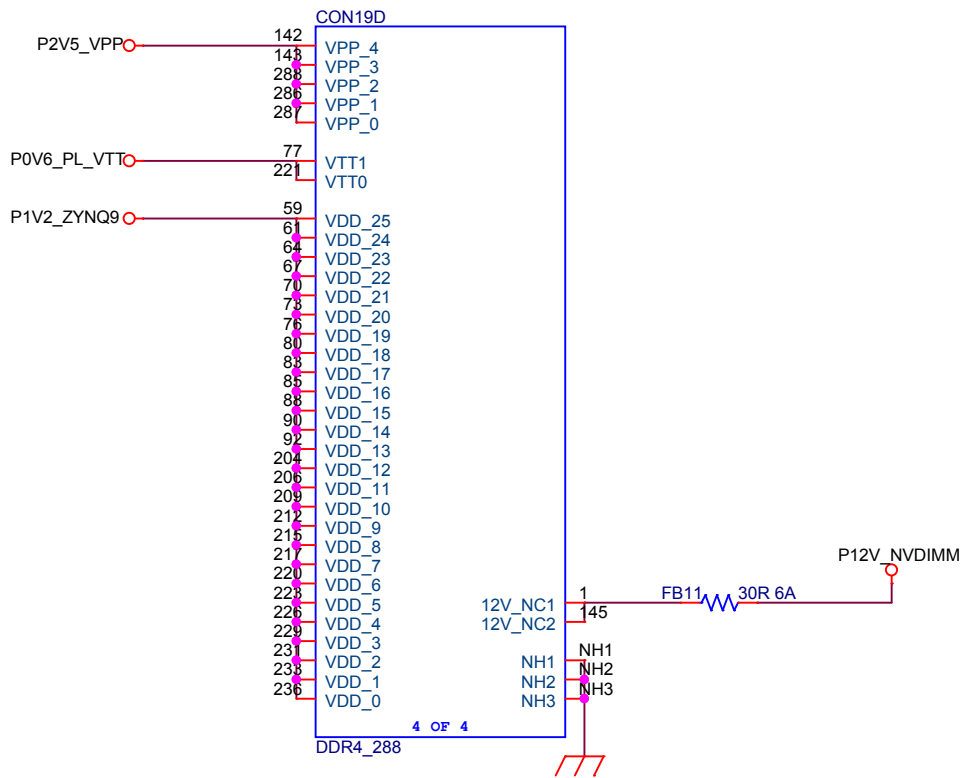 CON19D
P2V5_VPP
142 VPP_4
143 VPP_3
288 VPP_2
286 VPP_1
287 VPP_0
P0V6_PL_VTT
77 VTT1
221 VTT0
P1V2_ZYNQ9
59 VDD_25
61 VDD_24
64 VDD_23
67 VDD_22
70 VDD_21
73 VDD_20
76 VDD_19
80 VDD_18
83 VDD_17
85 VDD_16
88 VDD_15
90 VDD_14
92 VDD_13
204 VDD_12
206 VDD_11
209 VDD_10
212 VDD_9
215 VDD_8
217 VDD_7
220 VDD_6
223 VDD_5
226 VDD_4
229 VDD_3
231 VDD_2
233 VDD_1
236 VDD_0
P12V_NVDIMM
12V_NC1 1 FB11 30R 6A
12V_NC2 145
NH1 NH1
NH2 NH2
NH3 NH3
4 OF 4
DDR4_288